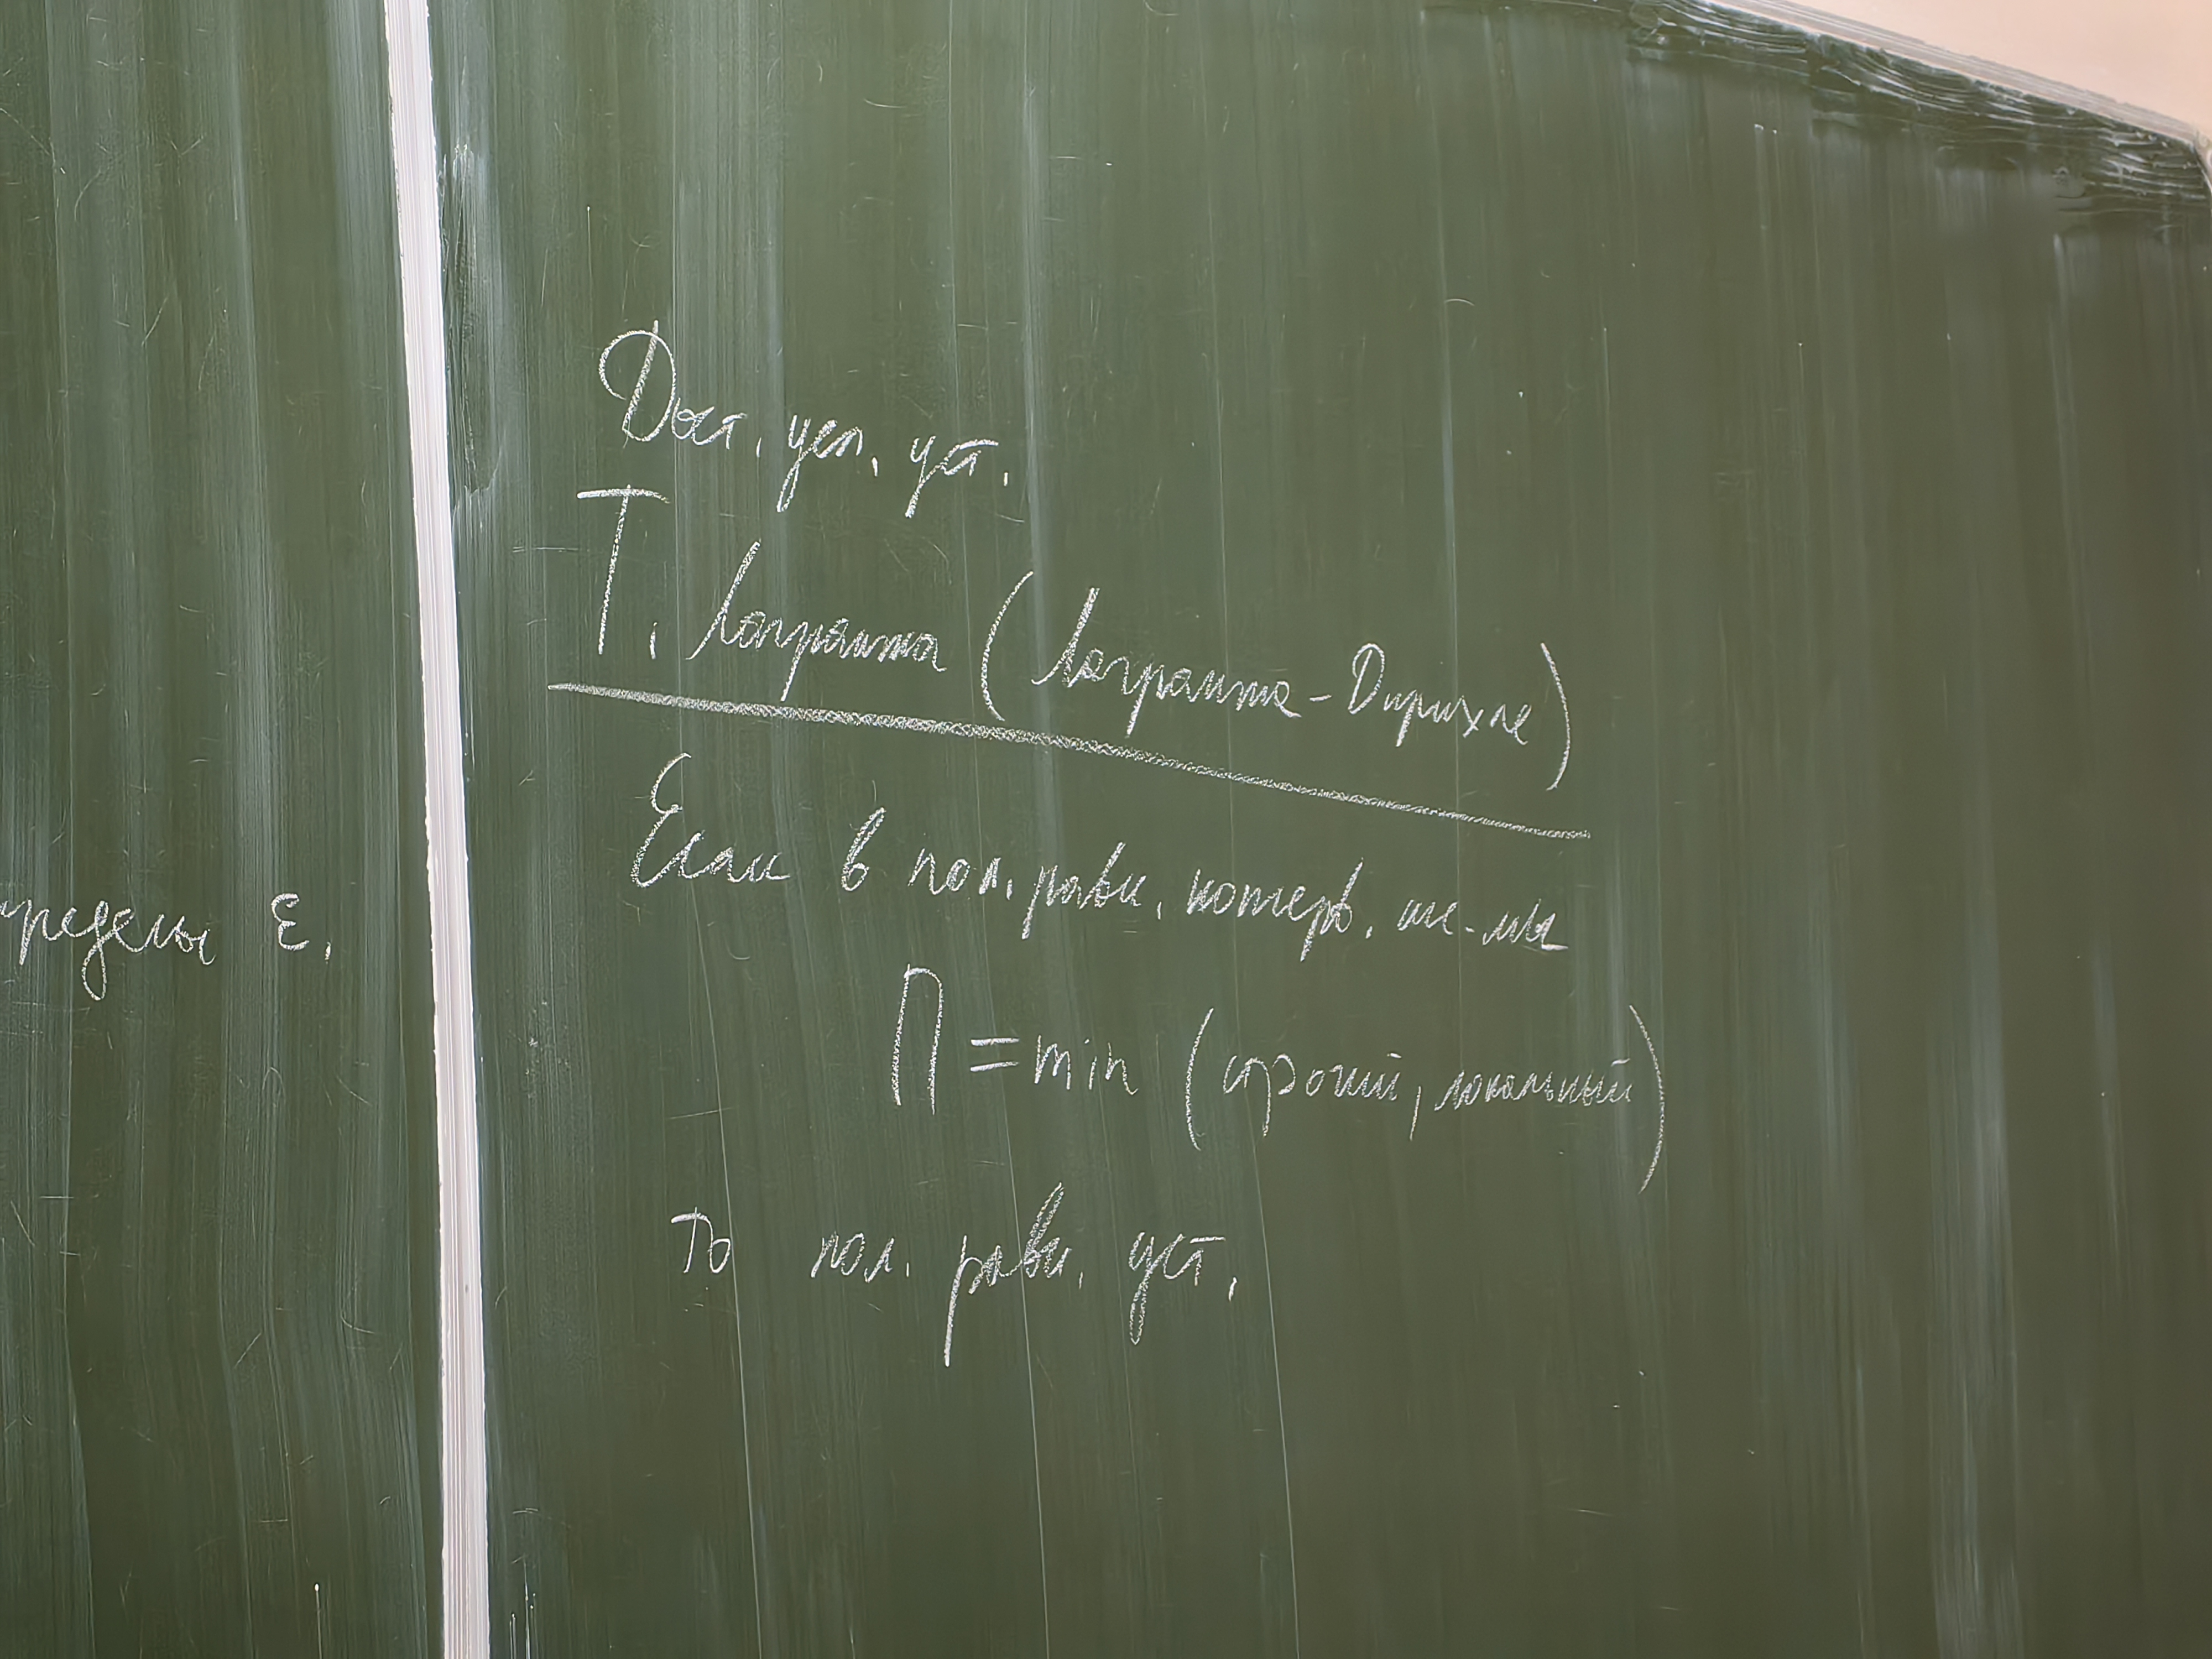 пределы ε.
Дост. усл. уст.
Т. Лагранжа (Лагранжа-Дирихле)
Если в пол. равн. консерв. си-мы
П = min (строгий, локальный)
то пол. равн. уст.